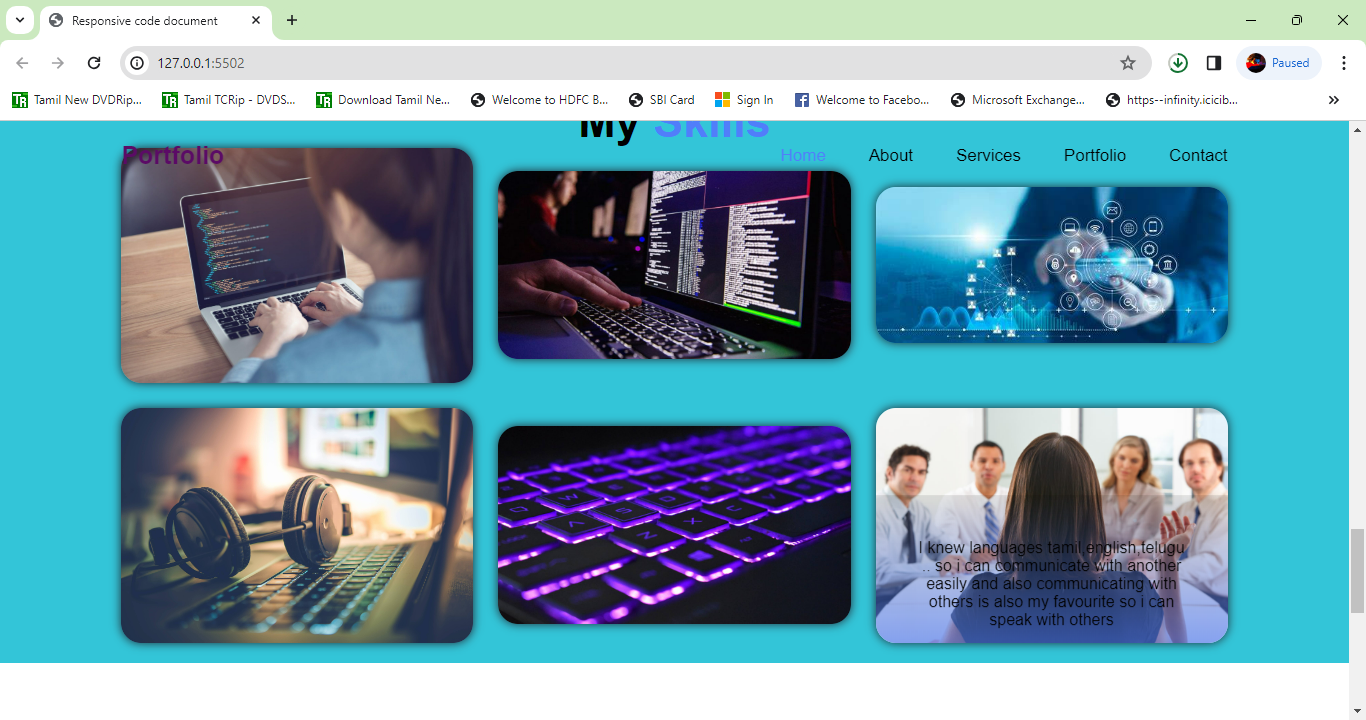 Responsive code document
127.0.0.1:5502
Paused
Tamil New DVDRip...
Tamil TCRip - DVDS...
Download Tamil Ne...
Welcome to HDFC B...
SBI Card
Sign In
Welcome to Facebo...
Microsoft Exchange...
https--infinity.icicib...
My Skills
Portfolio
Home
About
Services
Portfolio
Contact
I knew languages tamil,english,telugu
.. so i can communicate with another
easily and also communicating with
others is also my favourite so i can
speak with others